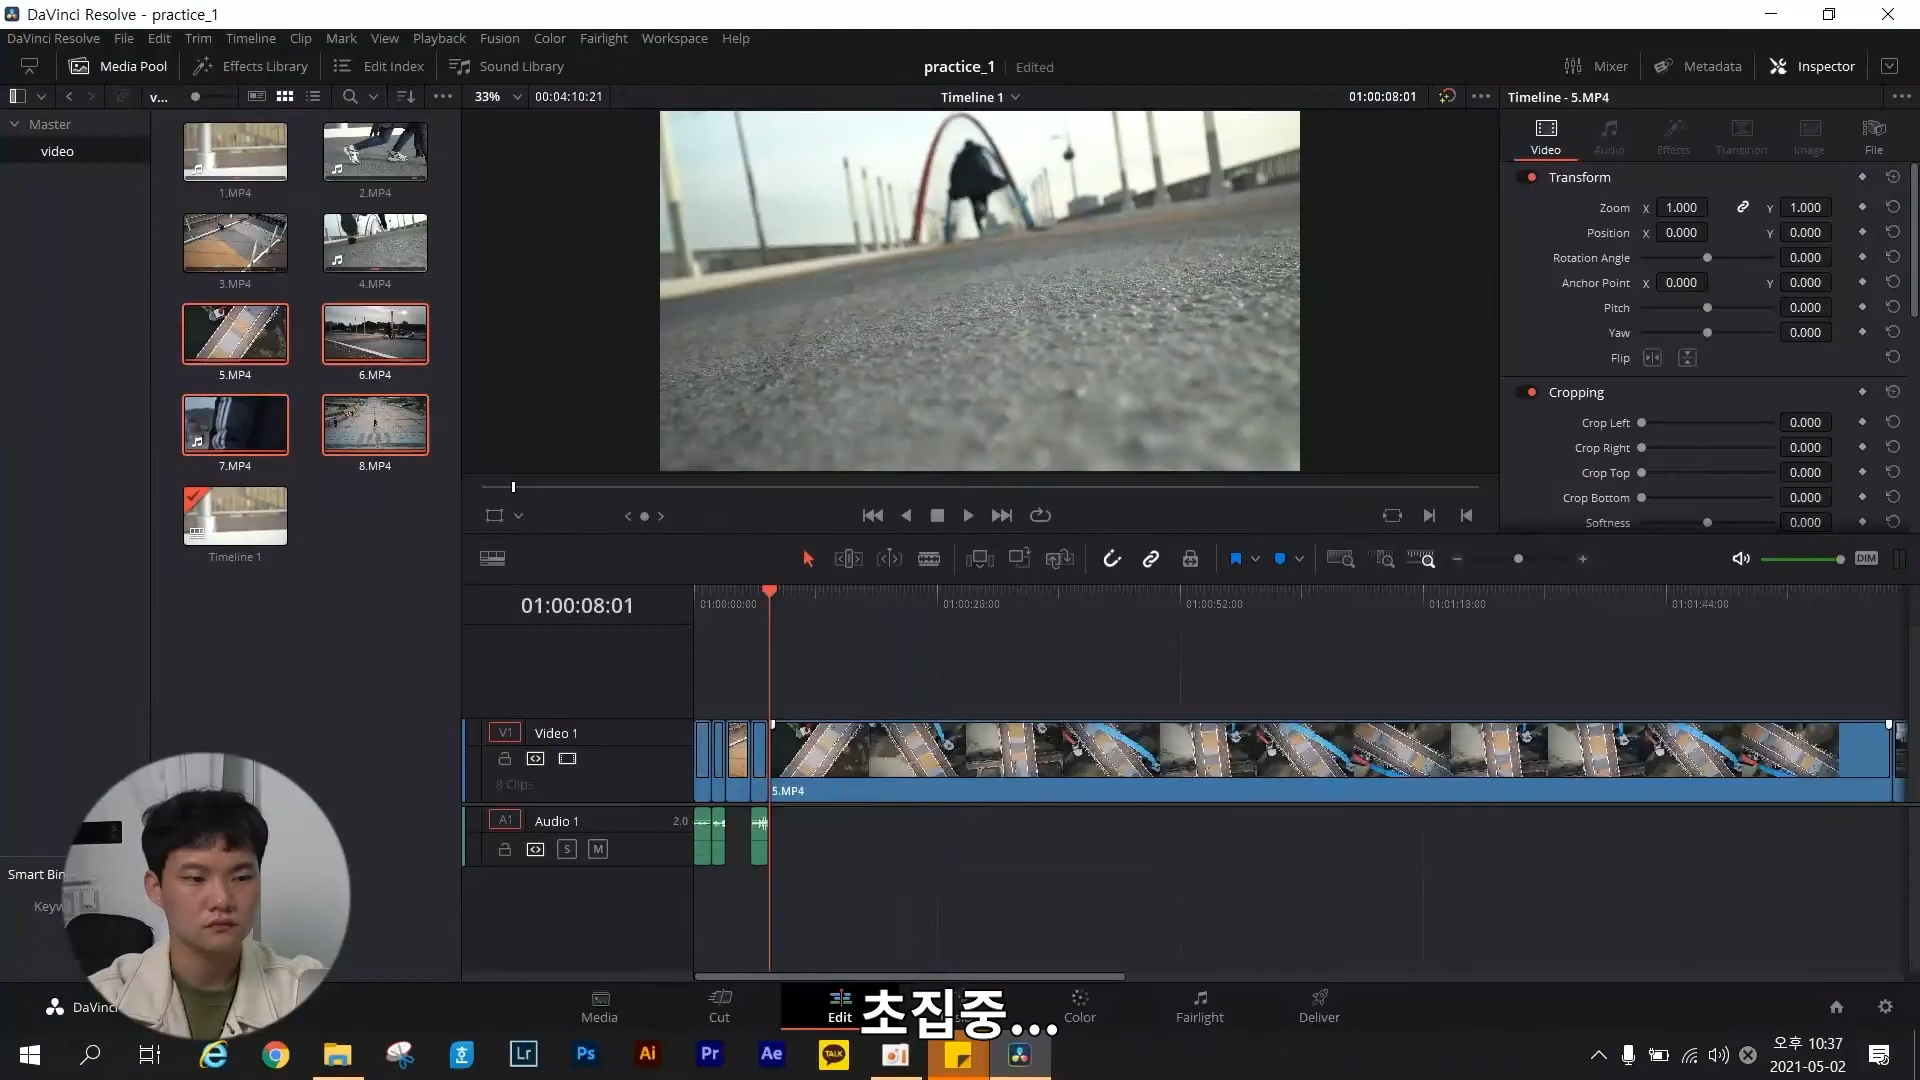 DaVinci Resolve - practice_1
DaVinci Resolve File Edit Trim Timeline Clip Mark View Playback Fusion Color Fairlight Workspace Help
Media Pool Effects Library Edit Index Sound Library practice_1 Edited Mixer Metadata Inspector
v... 33% 00:04:10:21 Timeline 1 01:00:08:01 Timeline - 5.MP4
Master
video
1.MP4 2.MP4
3.MP4 4.MP4
5.MP4 6.MP4
7.MP4 8.MP4
Timeline 1
Video Audio Effects Transition Image File
Transform
Zoom X 1.000 Y 1.000
Position X 0.000 Y 0.000
Rotation Angle 0.000
Anchor Point X 0.000 Y 0.000
Pitch 0.000
Yaw 0.000
Flip
Cropping
Crop Left 0.000
Crop Right 0.000
Crop Top 0.000
Crop Bottom 0.000
Softness 0.000
DIM
01:00:08:01 01:00:00:00 01:00:26:00 01:00:52:00 01:01:18:00 01:01:44:00
V1 Video 1
8 Clips
5.MP4
A1 Audio 1 2.0
S M
Smart Bin
Keyw
DaVinci
Media Cut Edit Color Fairlight Deliver
초집중...
Lr Ps Ai Pr Ae TALK
오후 10:37
2021-05-02